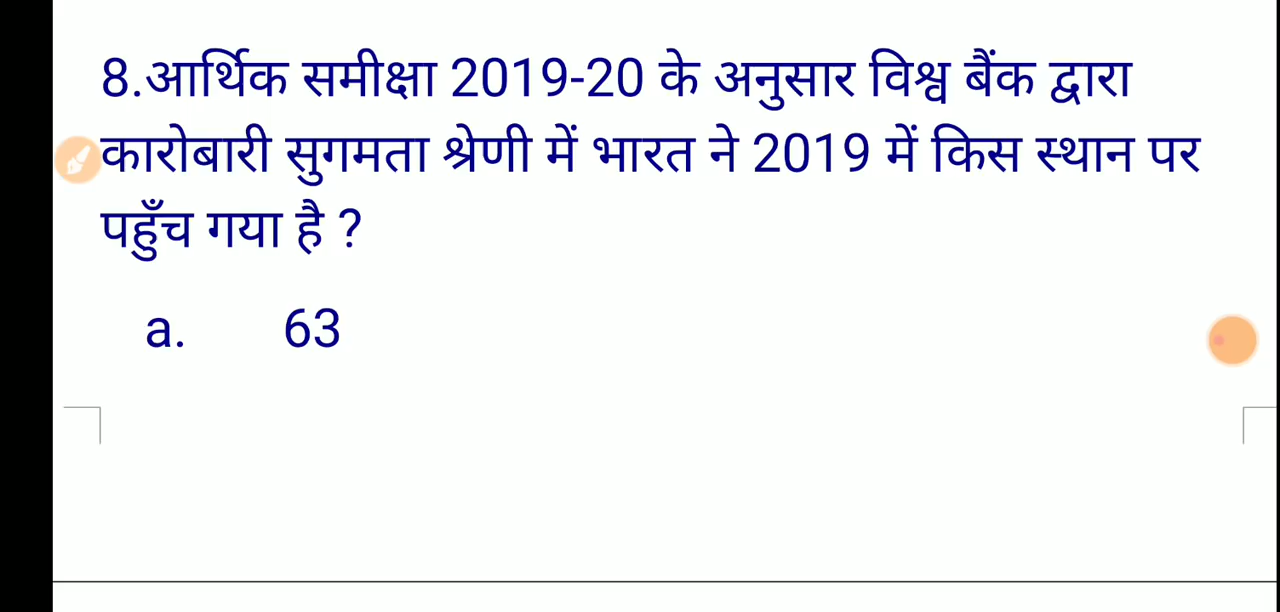 8.आर्थिक समीक्षा 2019-20 के अनुसार विश्व बैंक द्वारा
कारोबारी सुगमता श्रेणी में भारत ने 2019 में किस स्थान पर
पहुँच गया है ?
a. 63